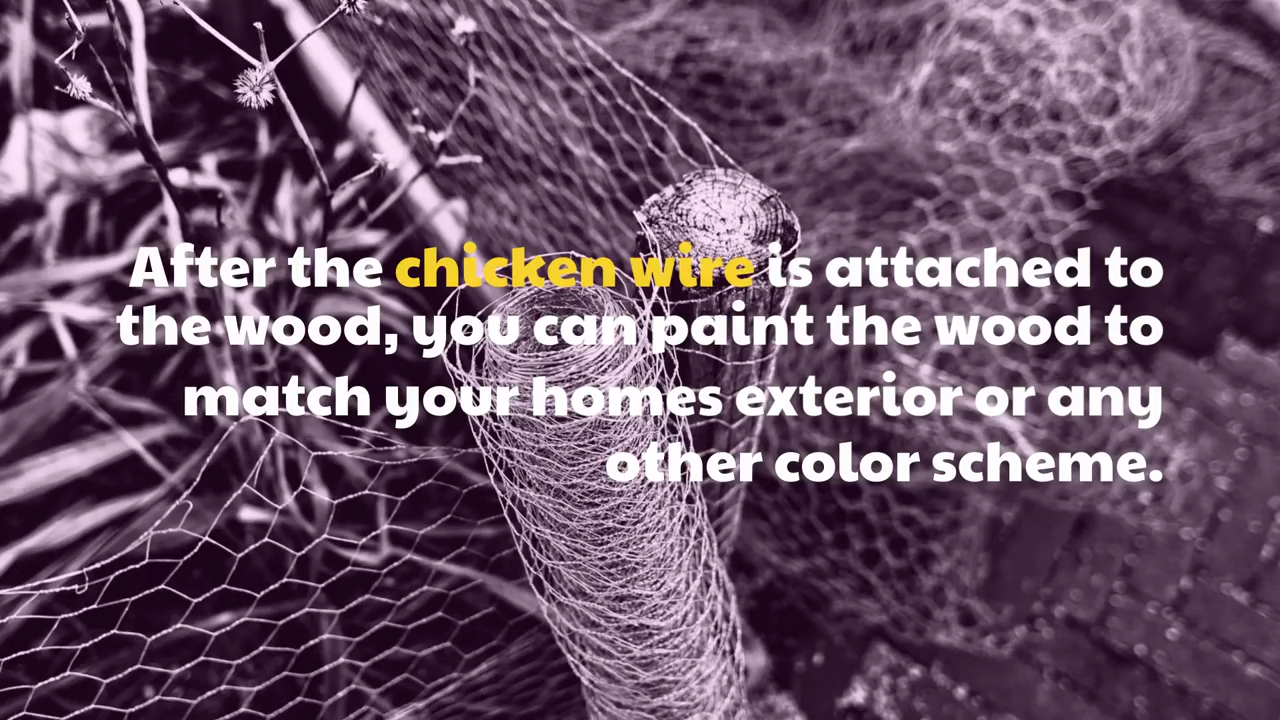 After the chicken wire is attached to
the wood, you can paint the wood to
match your homes exterior or any
other color scheme.